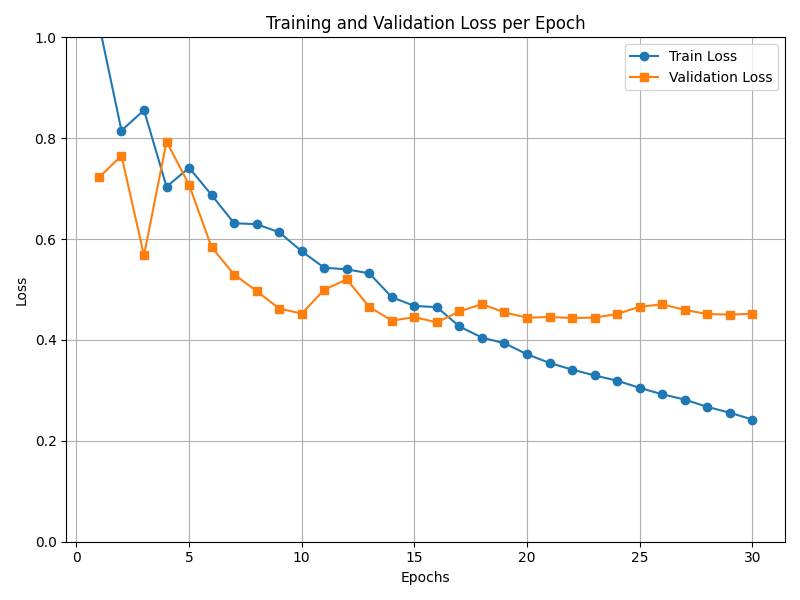 Training and Validation Loss per Epoch
1.0
Train Loss
Validation Loss
0.8
0.6
Loss
0.4
0.2
0.0
0 5 10 15 20 25 30
Epochs